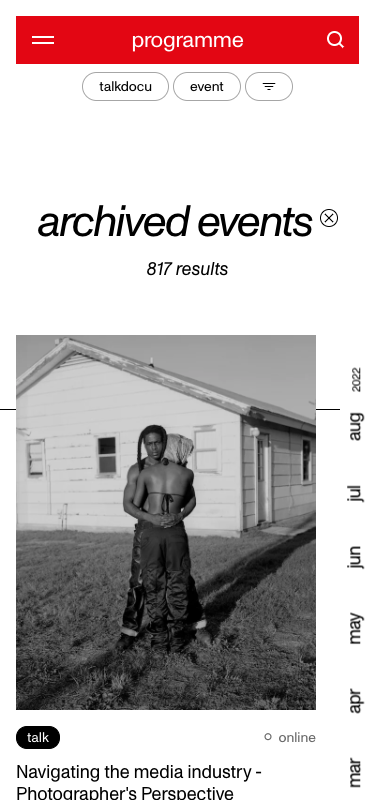 programme
talkdocu
event
archived events
817 results
2022
aug
jul
jun
may
apr
mar
talk
online
Navigating the media industry -
Photographer's Perspective